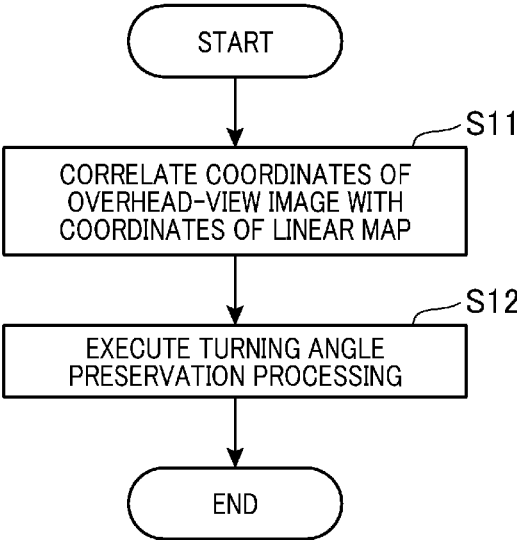 START
S11
CORRELATE COORDINATES OF
OVERHEAD-VIEW IMAGE WITH
COORDINATES OF LINEAR MAP
S12
EXECUTE TURNING ANGLE
PRESERVATION PROCESSING
END